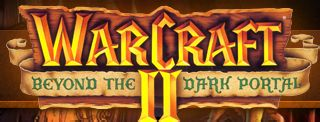 WARCRAFT
BEYOND THE DARK PORTAL
II